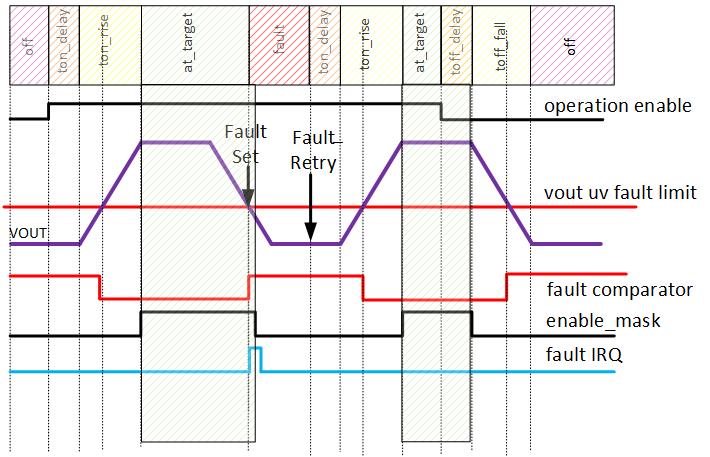 off
ton_delay
ton_rise
at_target
fault
ton_delay
ton_rise
at_target
toff_delay
toff_fall
off
operation enable
Fault
Set
Fault_
Retry
vout uv fault limit
VOUT
fault comparator
enable_mask
fault IRQ